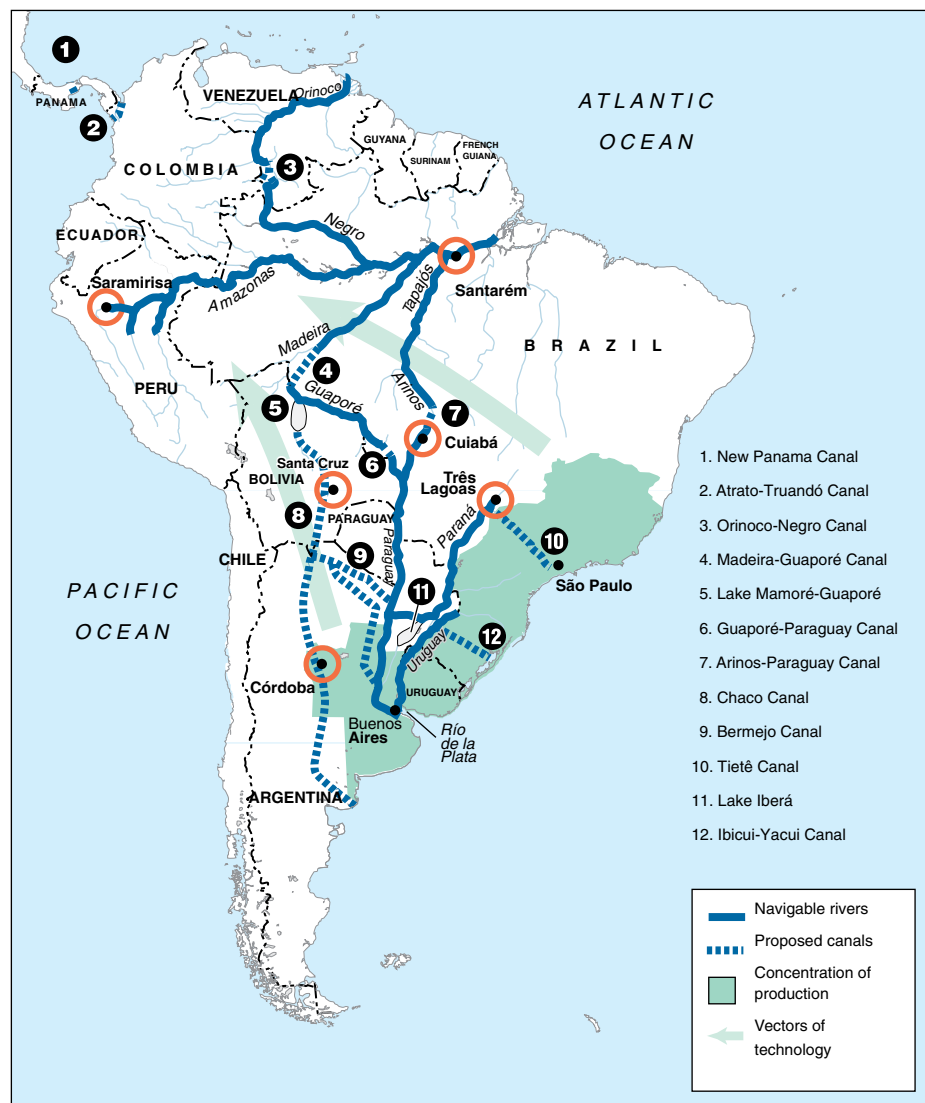 1
PANAMA
2
VENEZUELA
Orinoco
GUYANA
SURINAM
FRENCH
GUIANA
ATLANTIC
OCEAN
COLOMBIA
3
ECUADOR
Negro
Saramirisa
Amazonas
Tapajós
Santarém
Madeira
BRAZIL
PERU
4
Guaporé
Arinos
5
7
Cuiabá
6
Santa Cruz
BOLIVIA
Três
Lagoas
8
PARAGUAY
Paraná
9
Paraguay
10
CHILE
São Paulo
PACIFIC
OCEAN
11
12
Uruguay
Córdoba
URUGUAY
Buenos
Aires
Río
de la
Plata
ARGENTINA
1. New Panama Canal
2. Atrato-Truandó Canal
3. Orinoco-Negro Canal
4. Madeira-Guaporé Canal
5. Lake Mamoré-Guaporé
6. Guaporé-Paraguay Canal
7. Arinos-Paraguay Canal
8. Chaco Canal
9. Bermejo Canal
10. Tietê Canal
11. Lake Iberá
12. Ibicui-Yacui Canal
Navigable rivers
Proposed canals
Concentration of
production
Vectors of
technology